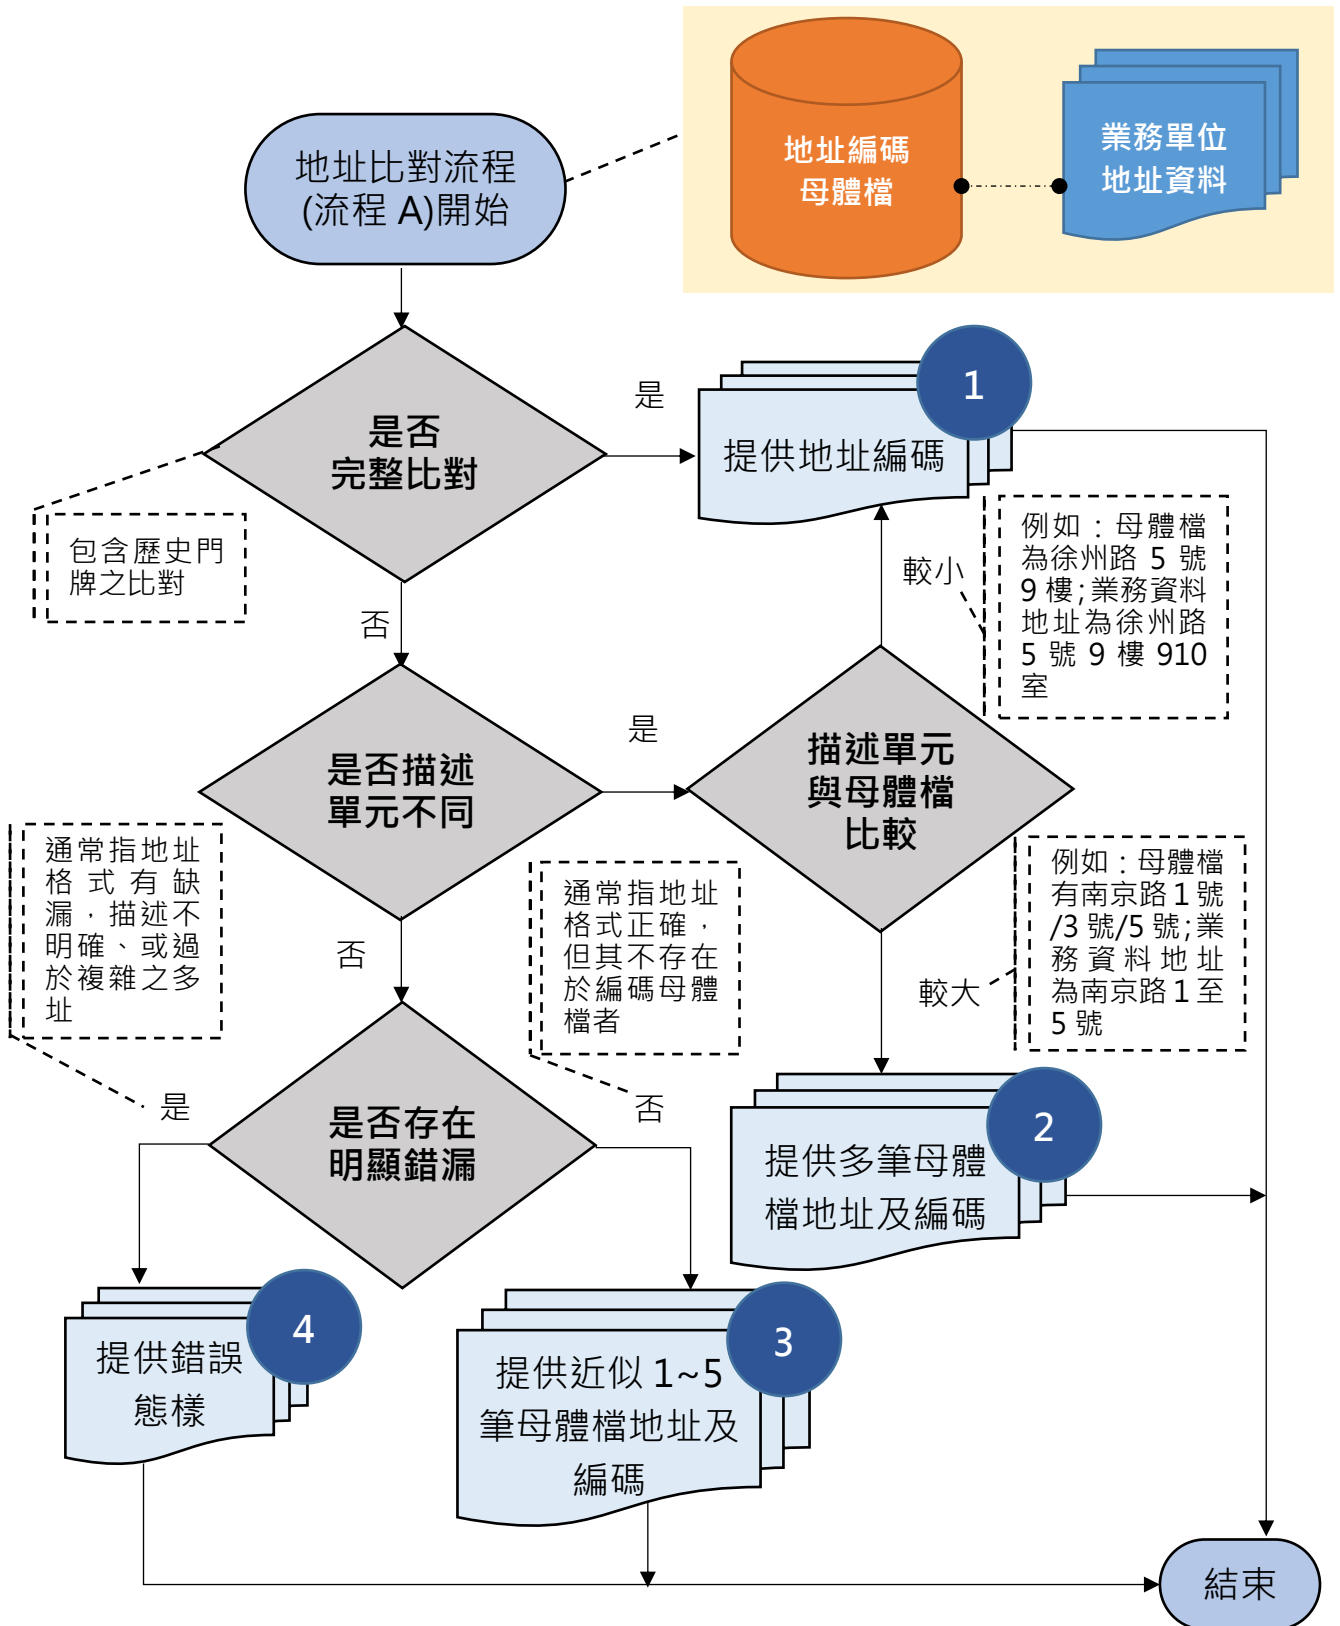 地址編碼
母體檔
業務單位
地址資料
地址比對流程
(流程 A)開始
是否
完整比對
是
1
提供地址編碼
包含歷史門
牌之比對
否
較小
例如：母體檔
為徐州路 5 號
9 樓;業務資料
地址為徐州路
5 號 9 樓 910
室
是否描述
單元不同
是
描述單元
與母體檔
比較
通常指地址
格式有缺
漏，描述不
明確、或過
於複雜之多
址
否
通常指地址
格式正確，
但其不存在
於編碼母體
檔者
較大
例如：母體檔
有南京路 1 號
/3 號/5 號;業
務資料地址
為南京路 1 至
5 號
是
是否存在
明顯錯漏
否
2
提供多筆母體
檔地址及編碼
4
提供錯誤
態樣
3
提供近似 1~5
筆母體檔地址及
編碼
結束